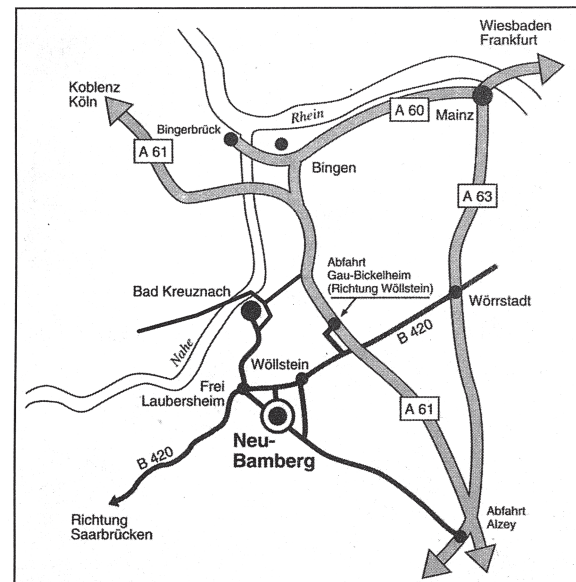 Wiesbaden
Frankfurt
Koblenz
Köln
Rhein
A 60
Mainz
Bingerbrück
A 61
Bingen
A 63
Abfahrt
Gau-Bickelheim
(Richtung Wöllstein)
Bad Kreuznach
Wörrstadt
B 420
Nahe
Wöllstein
Frei
Laubersheim
A 61
Neu-
Bamberg
B 420
Richtung
Saarbrücken
Abfahrt
Alzey